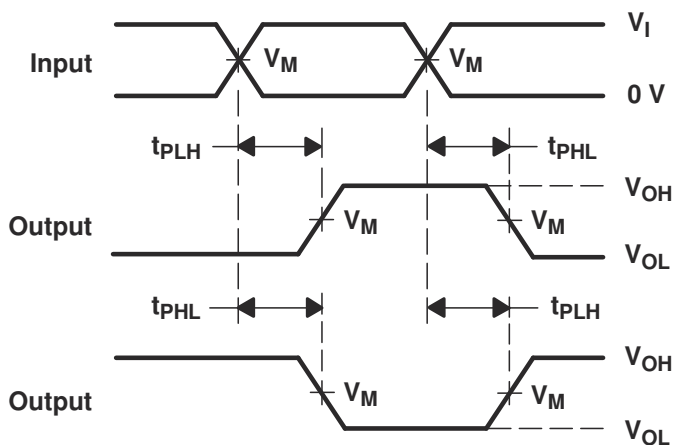 V_I
Input
V_M V_M
0 V
t_PLH t_PHL
V_OH
Output
V_M V_M
V_OL
t_PHL t_PLH
V_OH
Output
V_M V_M
V_OL